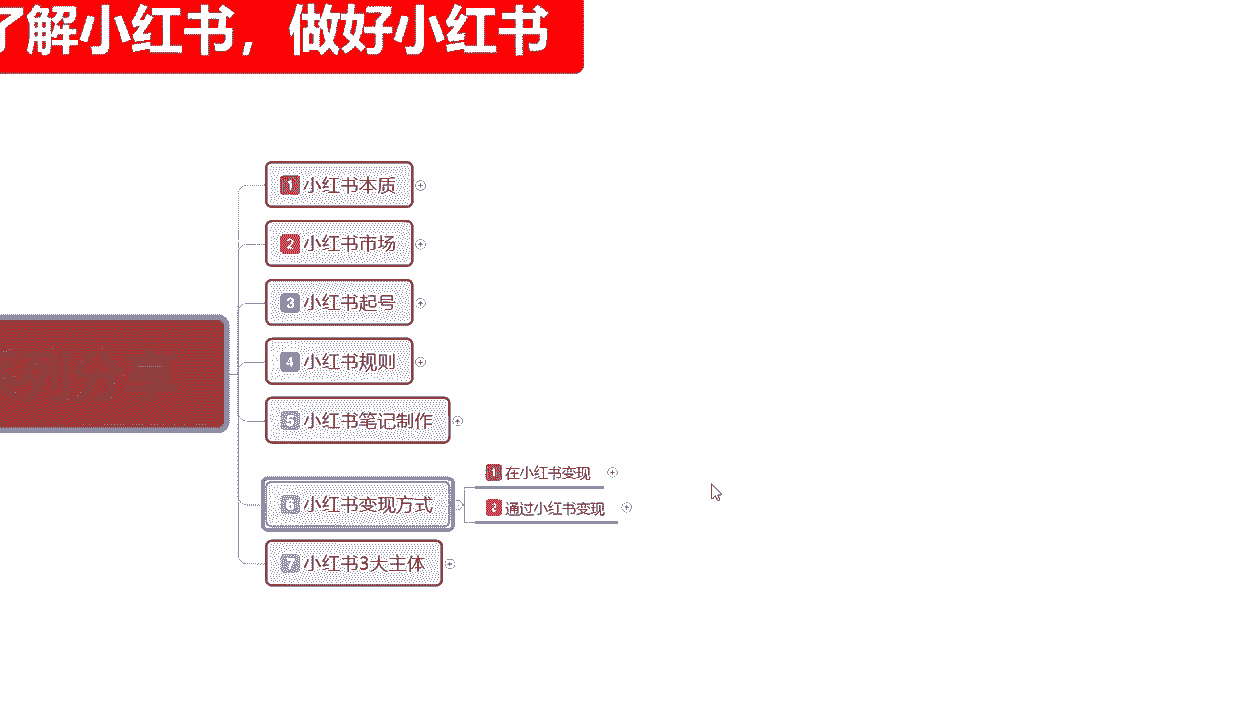 了解小红书，做好小红书
1 小红书本质
2 小红书市场
3 小红书起号
4 小红书规则
5 小红书笔记制作
6 小红书变现方式
1 在小红书变现
2 通过小红书变现
7 小红书3大主体